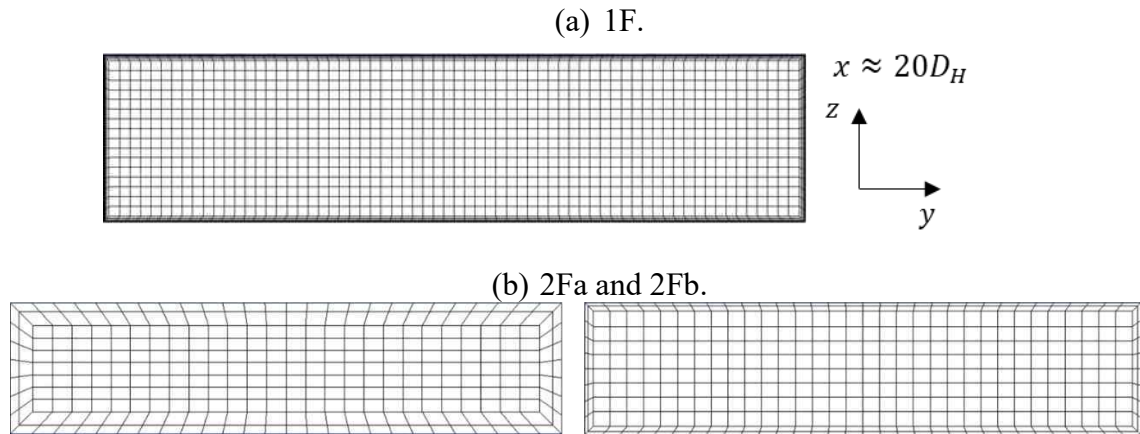 (a) 1F.
x ≈ 20D_H
z
y
(b) 2Fa and 2Fb.